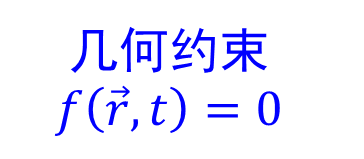 几何约束
f(r⃗,t) = 0